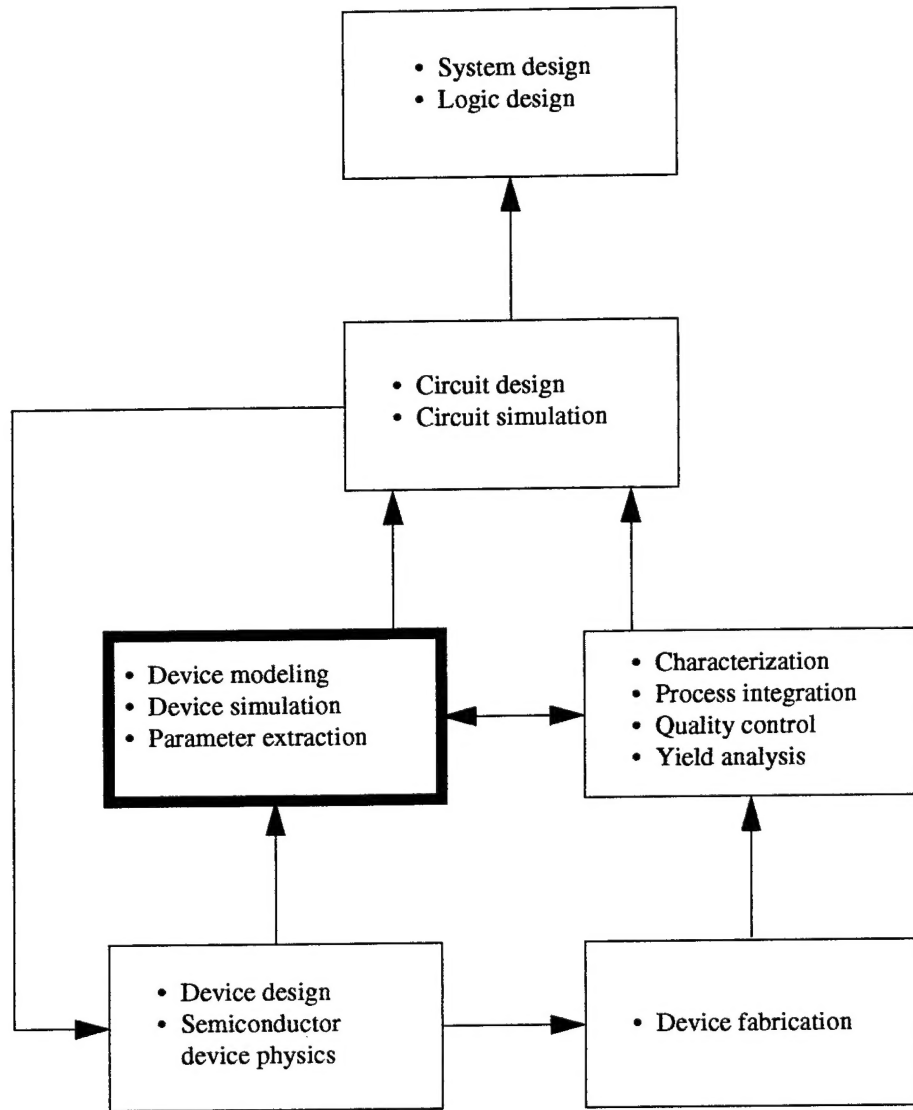 • System design
• Logic design
• Circuit design
• Circuit simulation
• Device modeling
• Device simulation
• Parameter extraction
• Characterization
• Process integration
• Quality control
• Yield analysis
• Device design
• Semiconductor
device physics
• Device fabrication